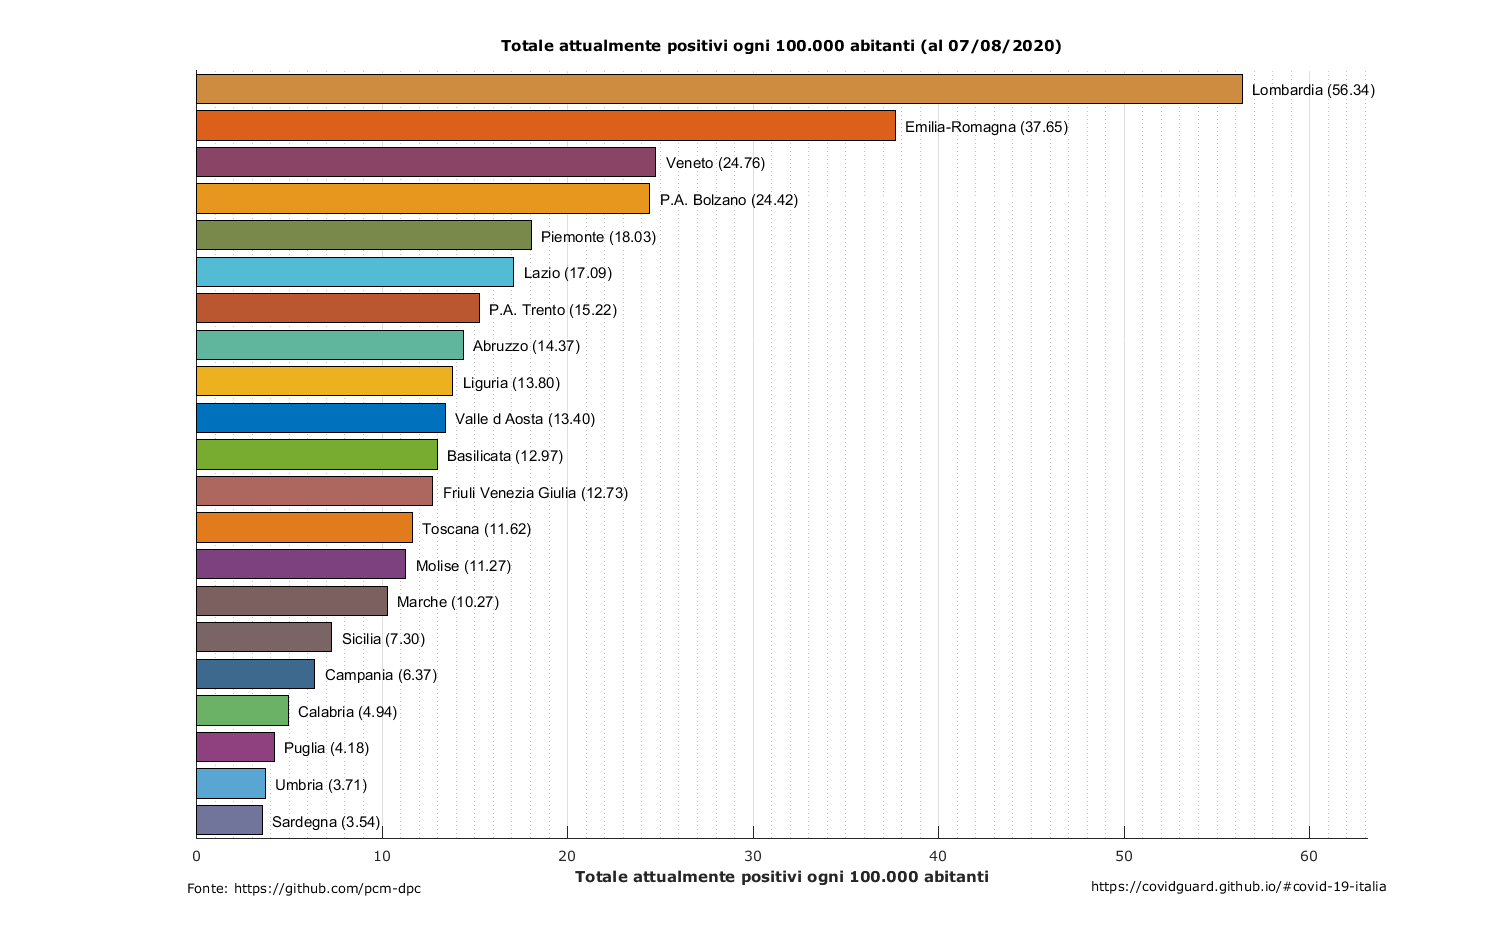 Totale attualmente positivi ogni 100.000 abitanti (al 07/08/2020)
Lombardia (56.34)
Emilia-Romagna (37.65)
Veneto (24.76)
P.A. Bolzano (24.42)
Piemonte (18.03)
Lazio (17.09)
P.A. Trento (15.22)
Abruzzo (14.37)
Liguria (13.80)
Valle d Aosta (13.40)
Basilicata (12.97)
Friuli Venezia Giulia (12.73)
Toscana (11.62)
Molise (11.27)
Marche (10.27)
Sicilia (7.30)
Campania (6.37)
Calabria (4.94)
Puglia (4.18)
Umbria (3.71)
Sardegna (3.54)
0 10 20 30 40 50 60
Totale attualmente positivi ogni 100.000 abitanti
Fonte: https://github.com/pcm-dpc
https://covidguard.github.io/#covid-19-italia